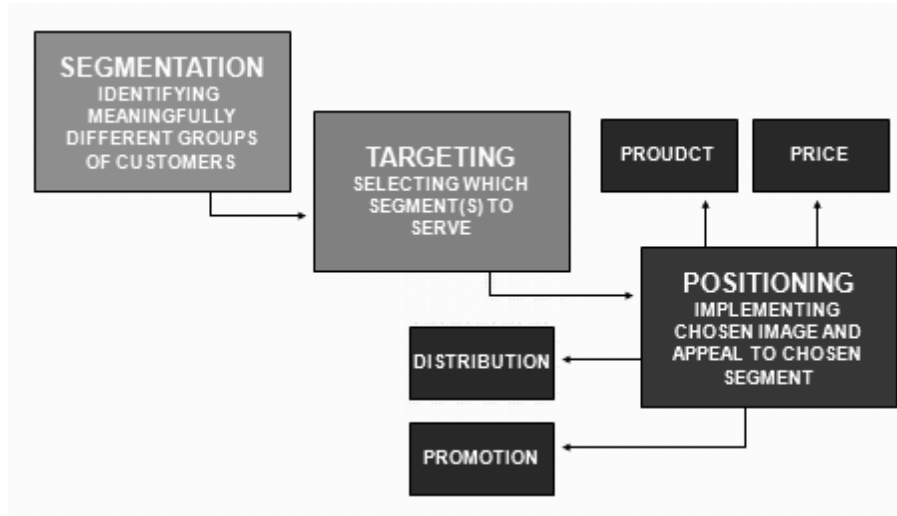 SEGMENTATION
IDENTIFYING
MEANINGFULLY
DIFFERENT GROUPS
OF CUSTOMERS
TARGETING
SELECTING WHICH
SEGMENT(S) TO
SERVE
PROUDCT
PRICE
POSITIONING
IMPLEMENTING
CHOSEN IMAGE AND
APPEAL TO CHOSEN
SEGMENT
DISTRIBUTION
PROMOTION